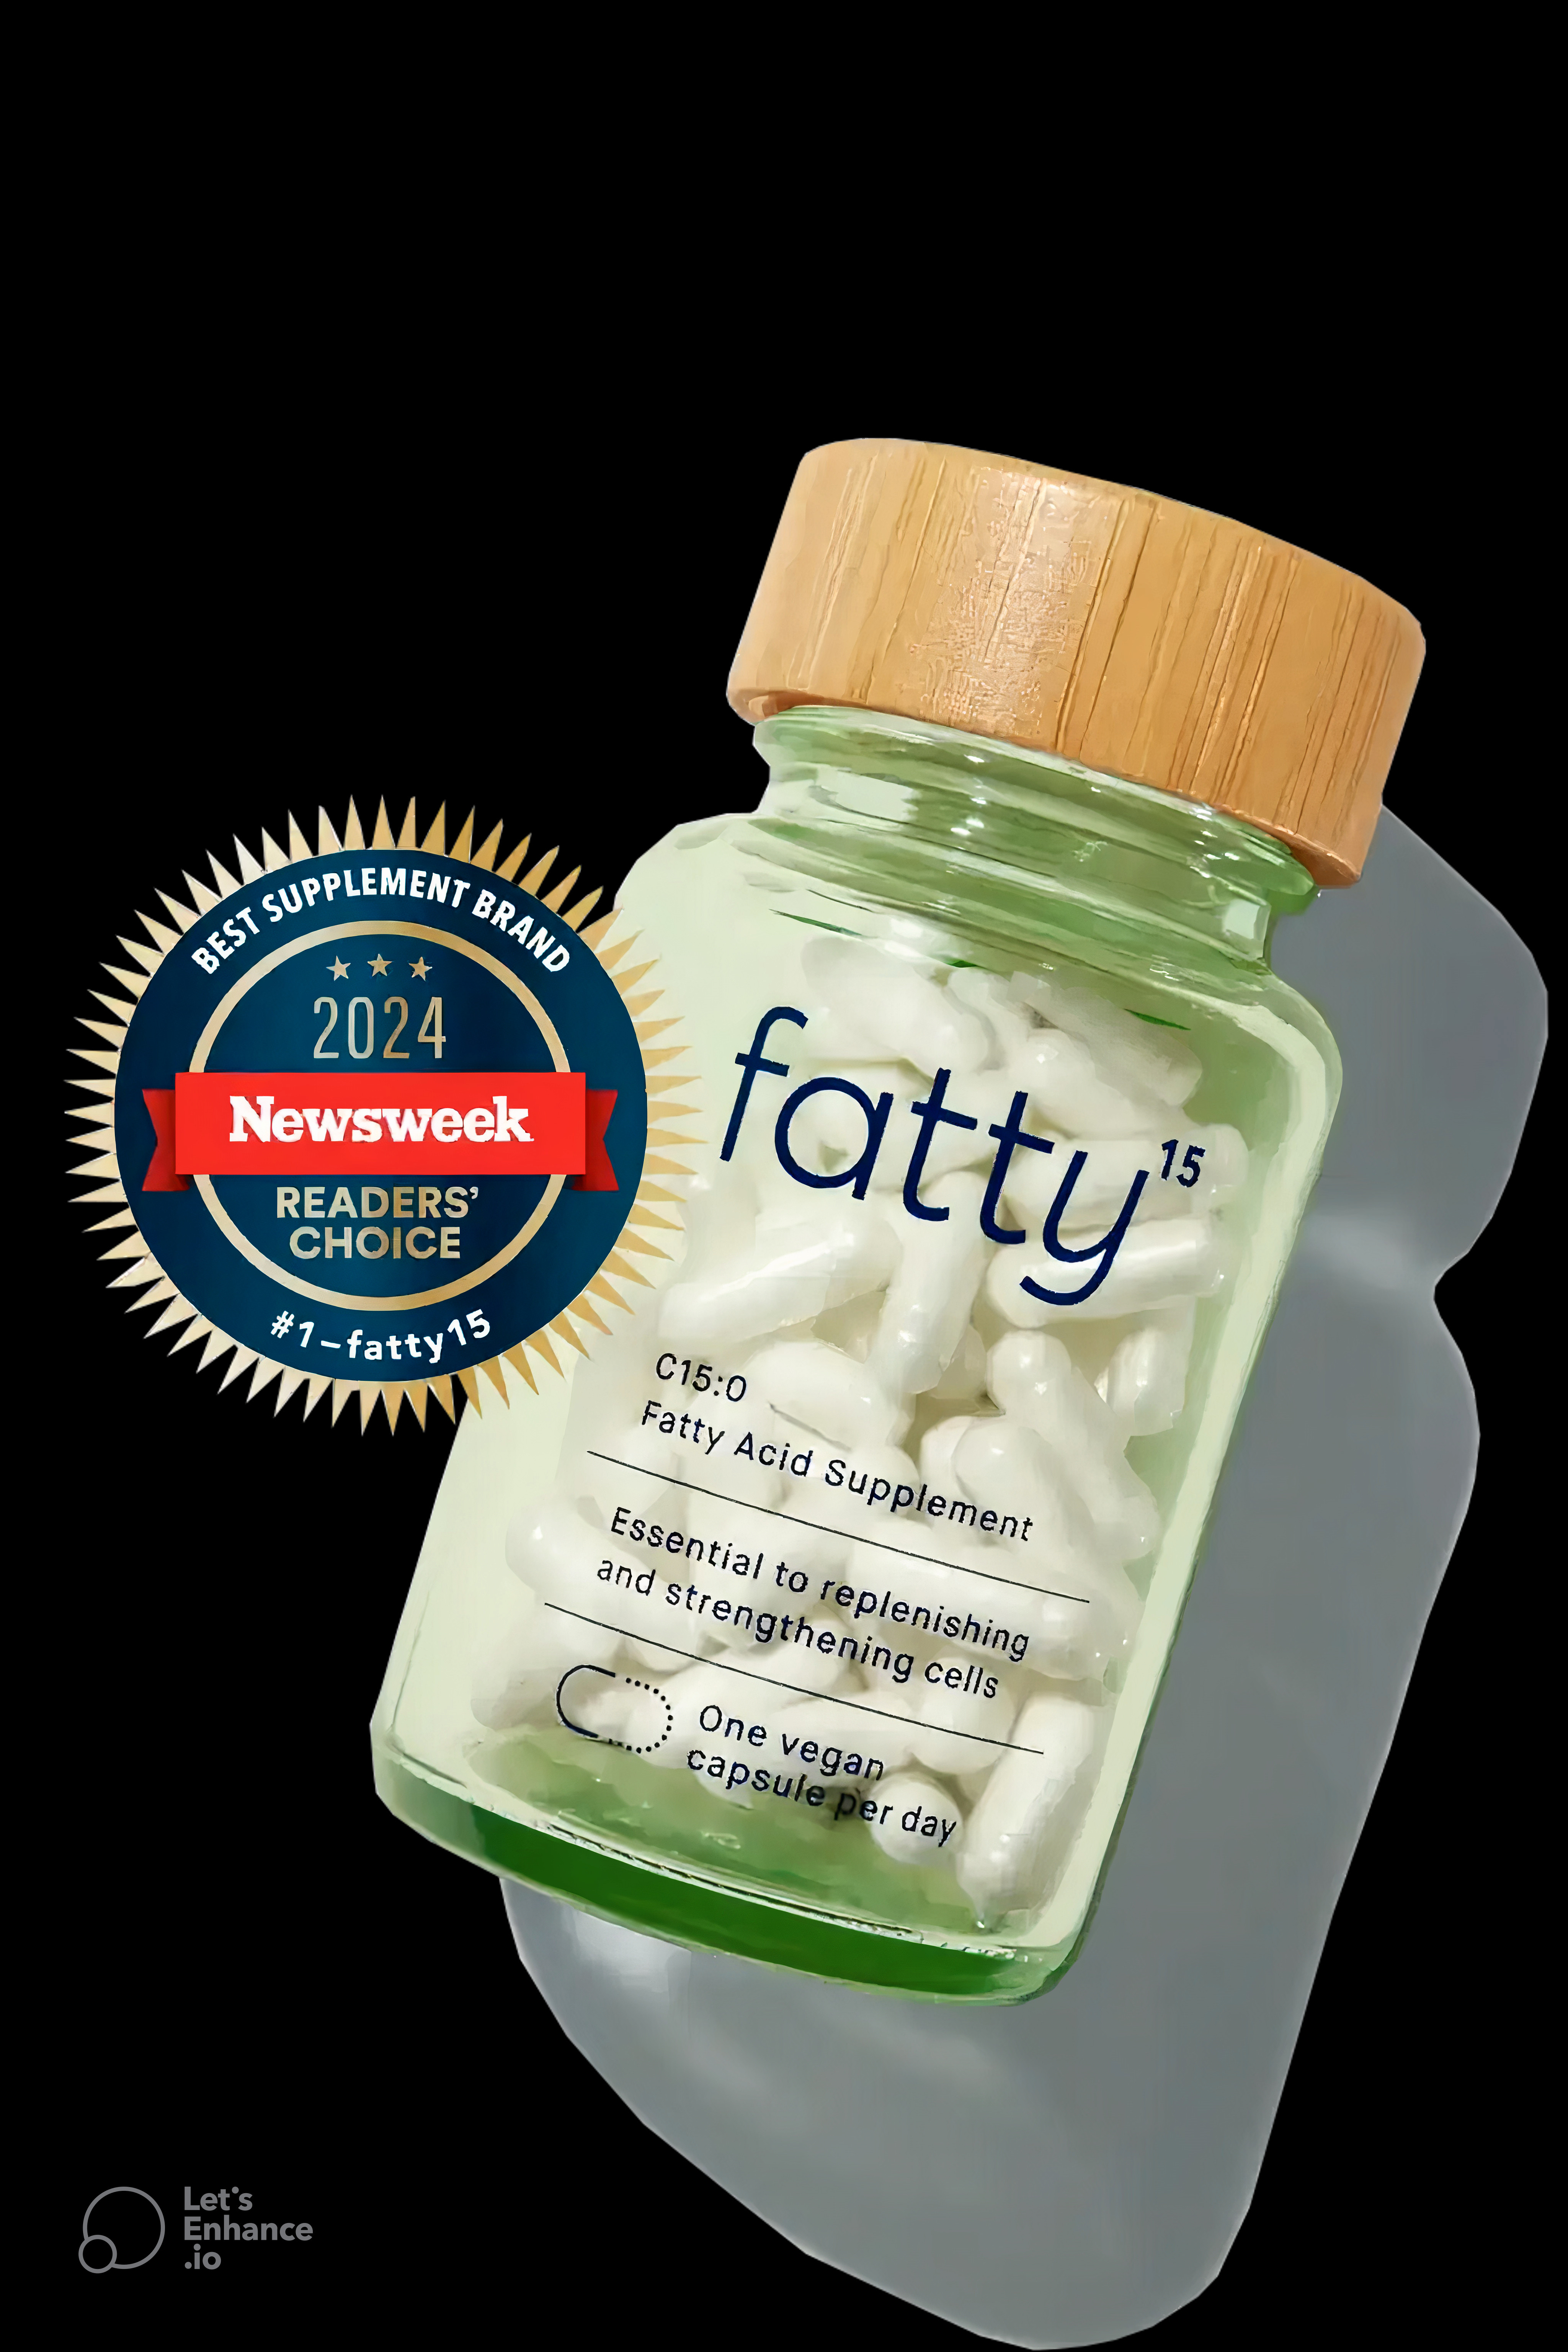 BEST SUPPLEMENT BRAND
2024
Newsweek
READERS’
CHOICE
#1–fatty15
fatty15
C15:0
Fatty Acid Supplement
Essential to replenishing
and strengthening cells
One vegan
capsule per day
Let's
Enhance
.io